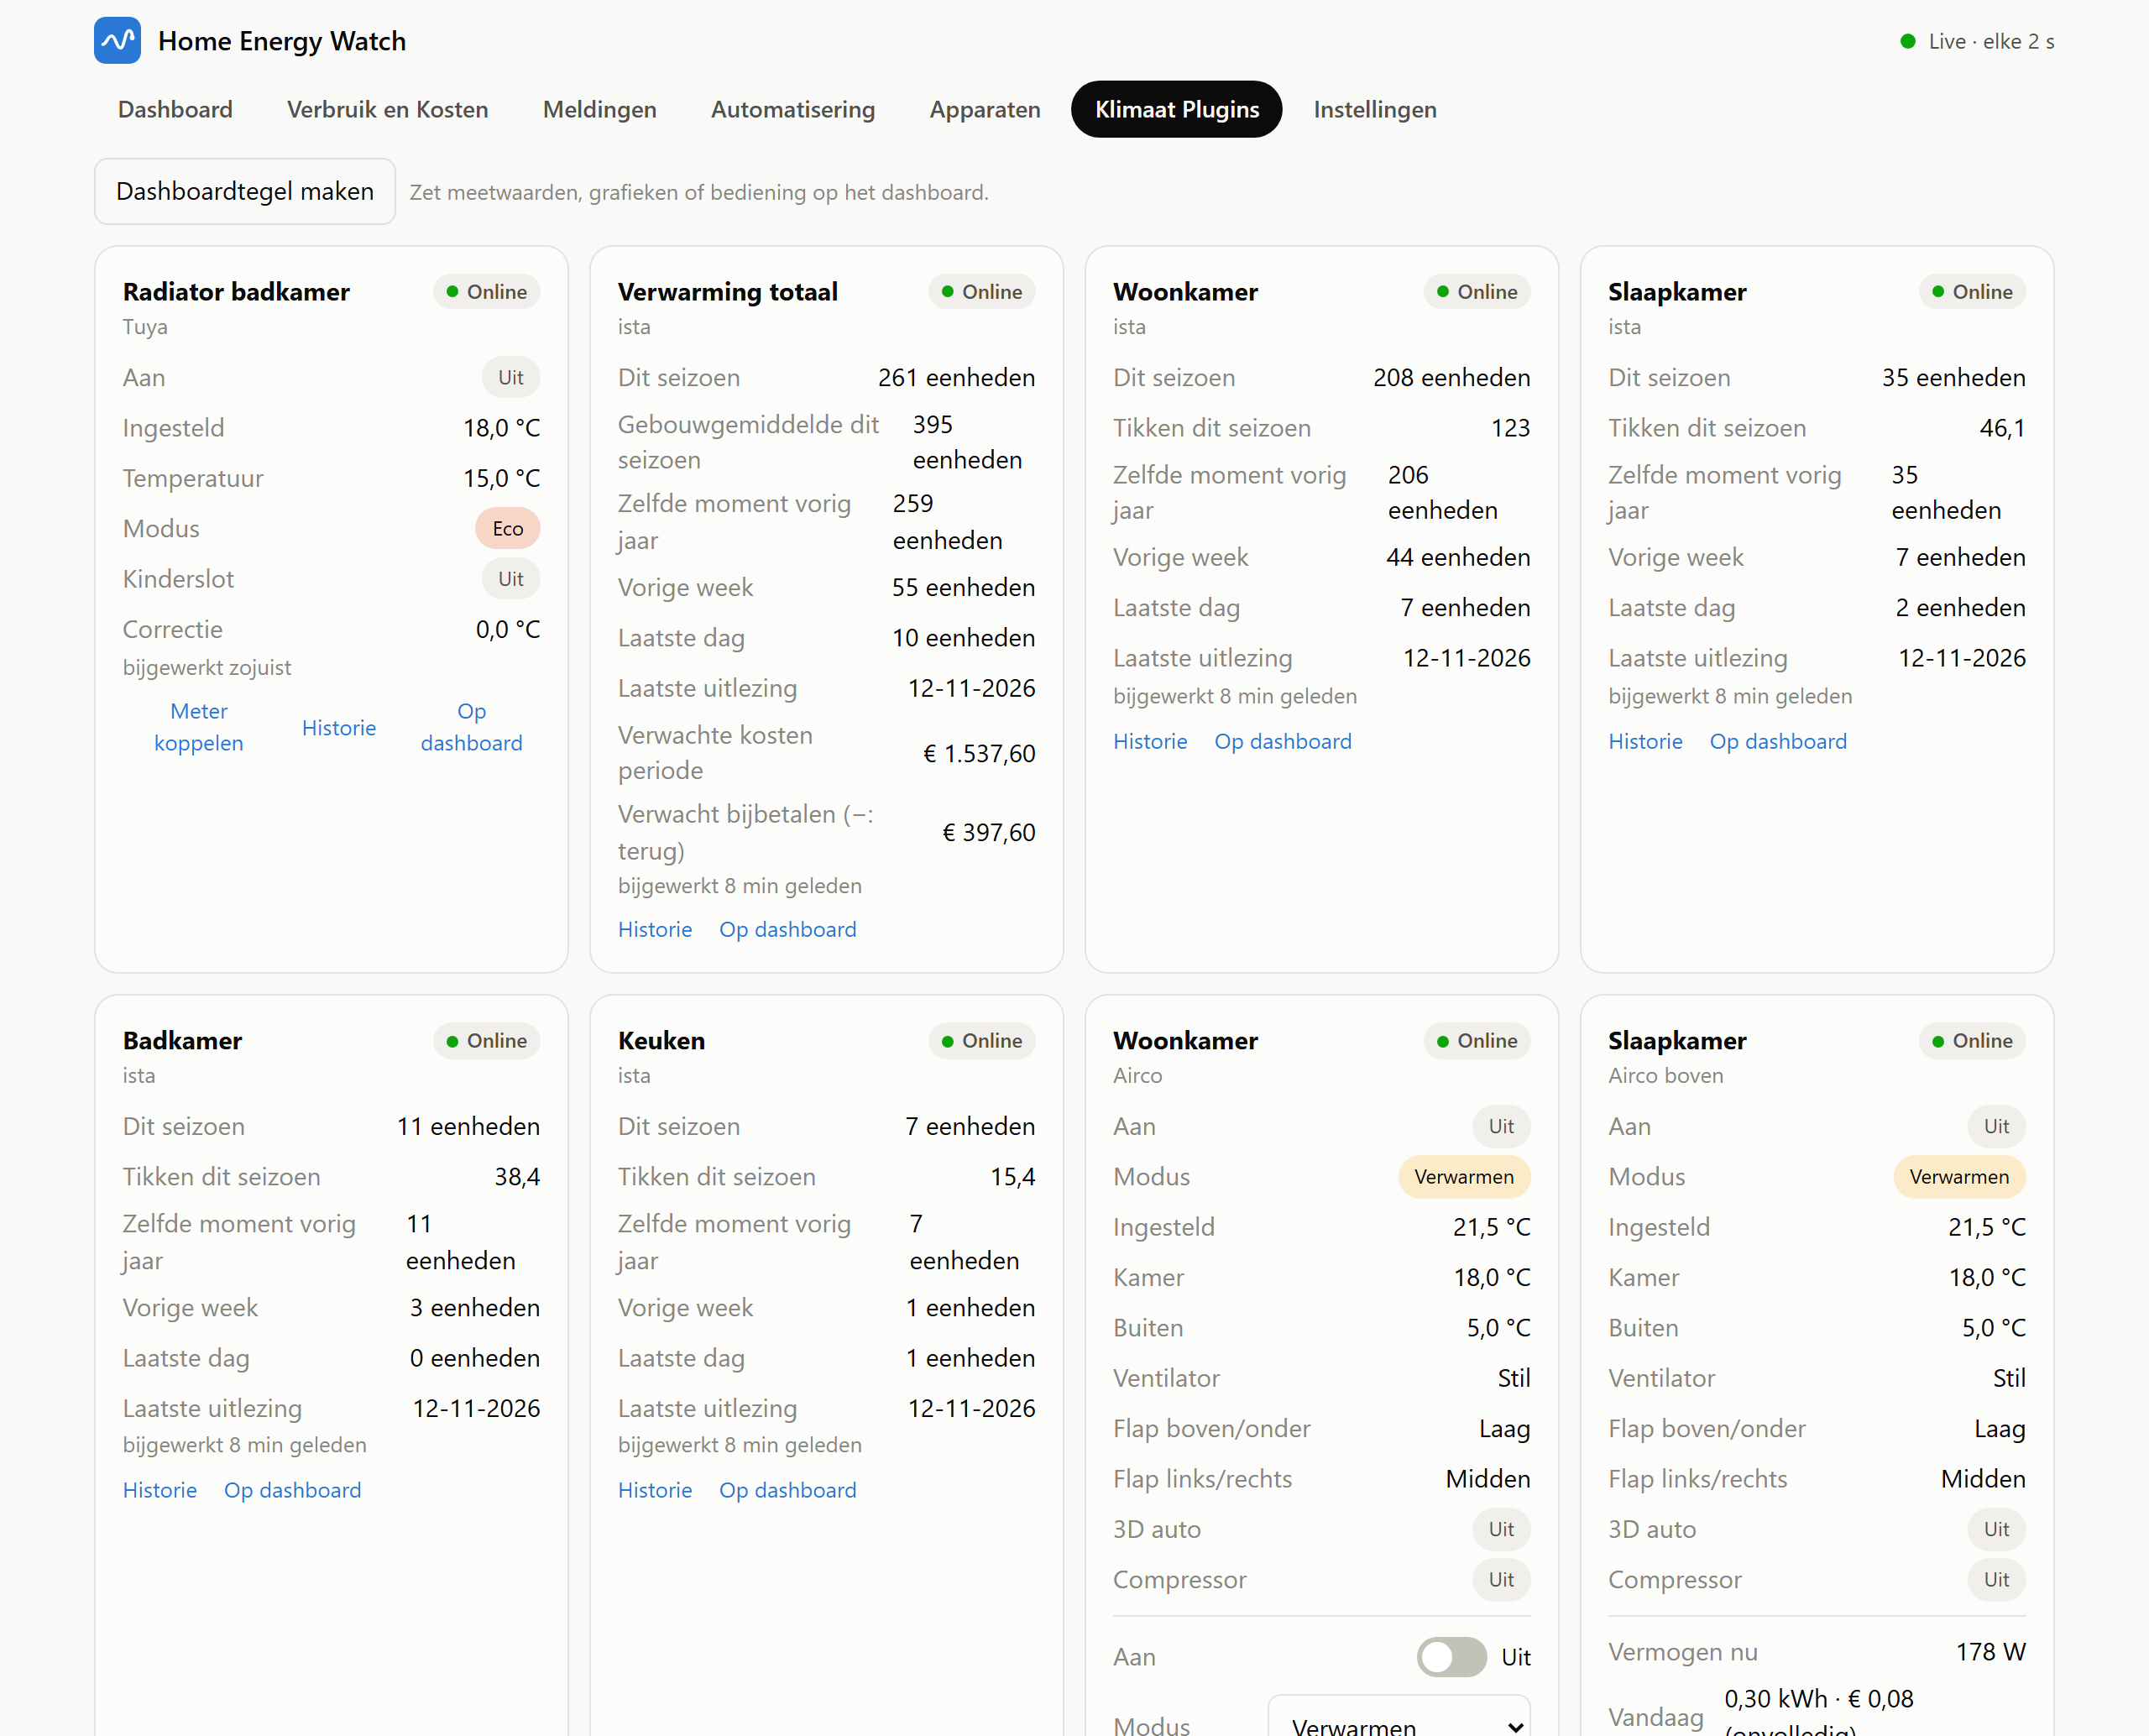 Home Energy Watch
Live · elke 2 s
Dashboard
Verbruik en Kosten
Meldingen
Automatisering
Apparaten
Klimaat Plugins
Instellingen
Dashboardtegel maken
Zet meetwaarden, grafieken of bediening op het dashboard.
Radiator badkamer
Online
Tuya
Aan
Uit
Ingesteld
18,0 °C
Temperatuur
15,0 °C
Modus
Eco
Kinderslot
Uit
Correctie
0,0 °C
bijgewerkt zojuist
Meter
koppelen
Historie
Op
dashboard
Verwarming totaal
Online
ista
Dit seizoen
261 eenheden
Gebouwgemiddelde dit
seizoen
395
eenheden
Zelfde moment vorig
jaar
259
eenheden
Vorige week
55 eenheden
Laatste dag
10 eenheden
Laatste uitlezing
12-11-2026
Verwachte kosten
periode
€ 1.537,60
Verwacht bijbetalen (−:
terug)
€ 397,60
bijgewerkt 8 min geleden
Historie
Op dashboard
Woonkamer
Online
ista
Dit seizoen
208 eenheden
Tikken dit seizoen
123
Zelfde moment vorig
jaar
206
eenheden
Vorige week
44 eenheden
Laatste dag
7 eenheden
Laatste uitlezing
12-11-2026
bijgewerkt 8 min geleden
Historie
Op dashboard
Slaapkamer
Online
ista
Dit seizoen
35 eenheden
Tikken dit seizoen
46,1
Zelfde moment vorig
jaar
35
eenheden
Vorige week
7 eenheden
Laatste dag
2 eenheden
Laatste uitlezing
12-11-2026
bijgewerkt 8 min geleden
Historie
Op dashboard
Badkamer
Online
ista
Dit seizoen
11 eenheden
Tikken dit seizoen
38,4
Zelfde moment vorig
jaar
11
eenheden
Vorige week
3 eenheden
Laatste dag
0 eenheden
Laatste uitlezing
12-11-2026
bijgewerkt 8 min geleden
Historie
Op dashboard
Keuken
Online
ista
Dit seizoen
7 eenheden
Tikken dit seizoen
15,4
Zelfde moment vorig
jaar
7
eenheden
Vorige week
1 eenheden
Laatste dag
1 eenheden
Laatste uitlezing
12-11-2026
bijgewerkt 8 min geleden
Historie
Op dashboard
Woonkamer
Online
Airco
Aan
Uit
Modus
Verwarmen
Ingesteld
21,5 °C
Kamer
18,0 °C
Buiten
5,0 °C
Ventilator
Stil
Flap boven/onder
Laag
Flap links/rechts
Midden
3D auto
Uit
Compressor
Uit
Aan
Uit
Modus
Verwarmen
Slaapkamer
Online
Airco boven
Aan
Uit
Modus
Verwarmen
Ingesteld
21,5 °C
Kamer
18,0 °C
Buiten
5,0 °C
Ventilator
Stil
Flap boven/onder
Laag
Flap links/rechts
Midden
3D auto
Uit
Compressor
Uit
Vermogen nu
178 W
Vandaag
0,30 kWh · € 0,08
(onvolledig)